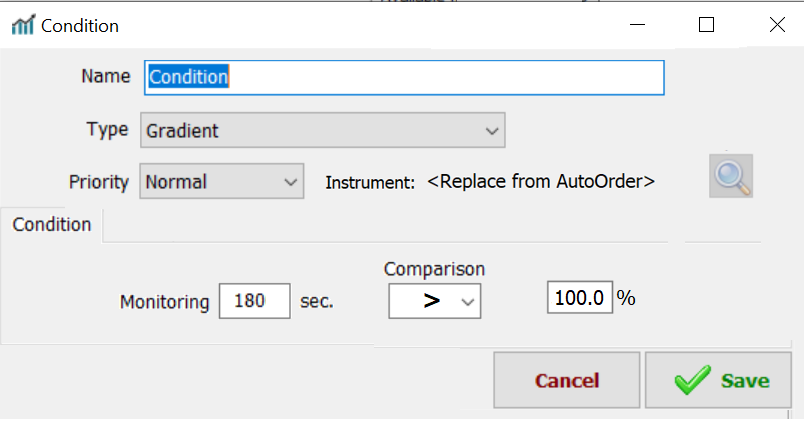 Condition
Name Condition
Type Gradient
Priority Normal Instrument: <Replace from AutoOrder>
Condition
Comparison
Monitoring 180 sec. > 100.0 %
Cancel Save